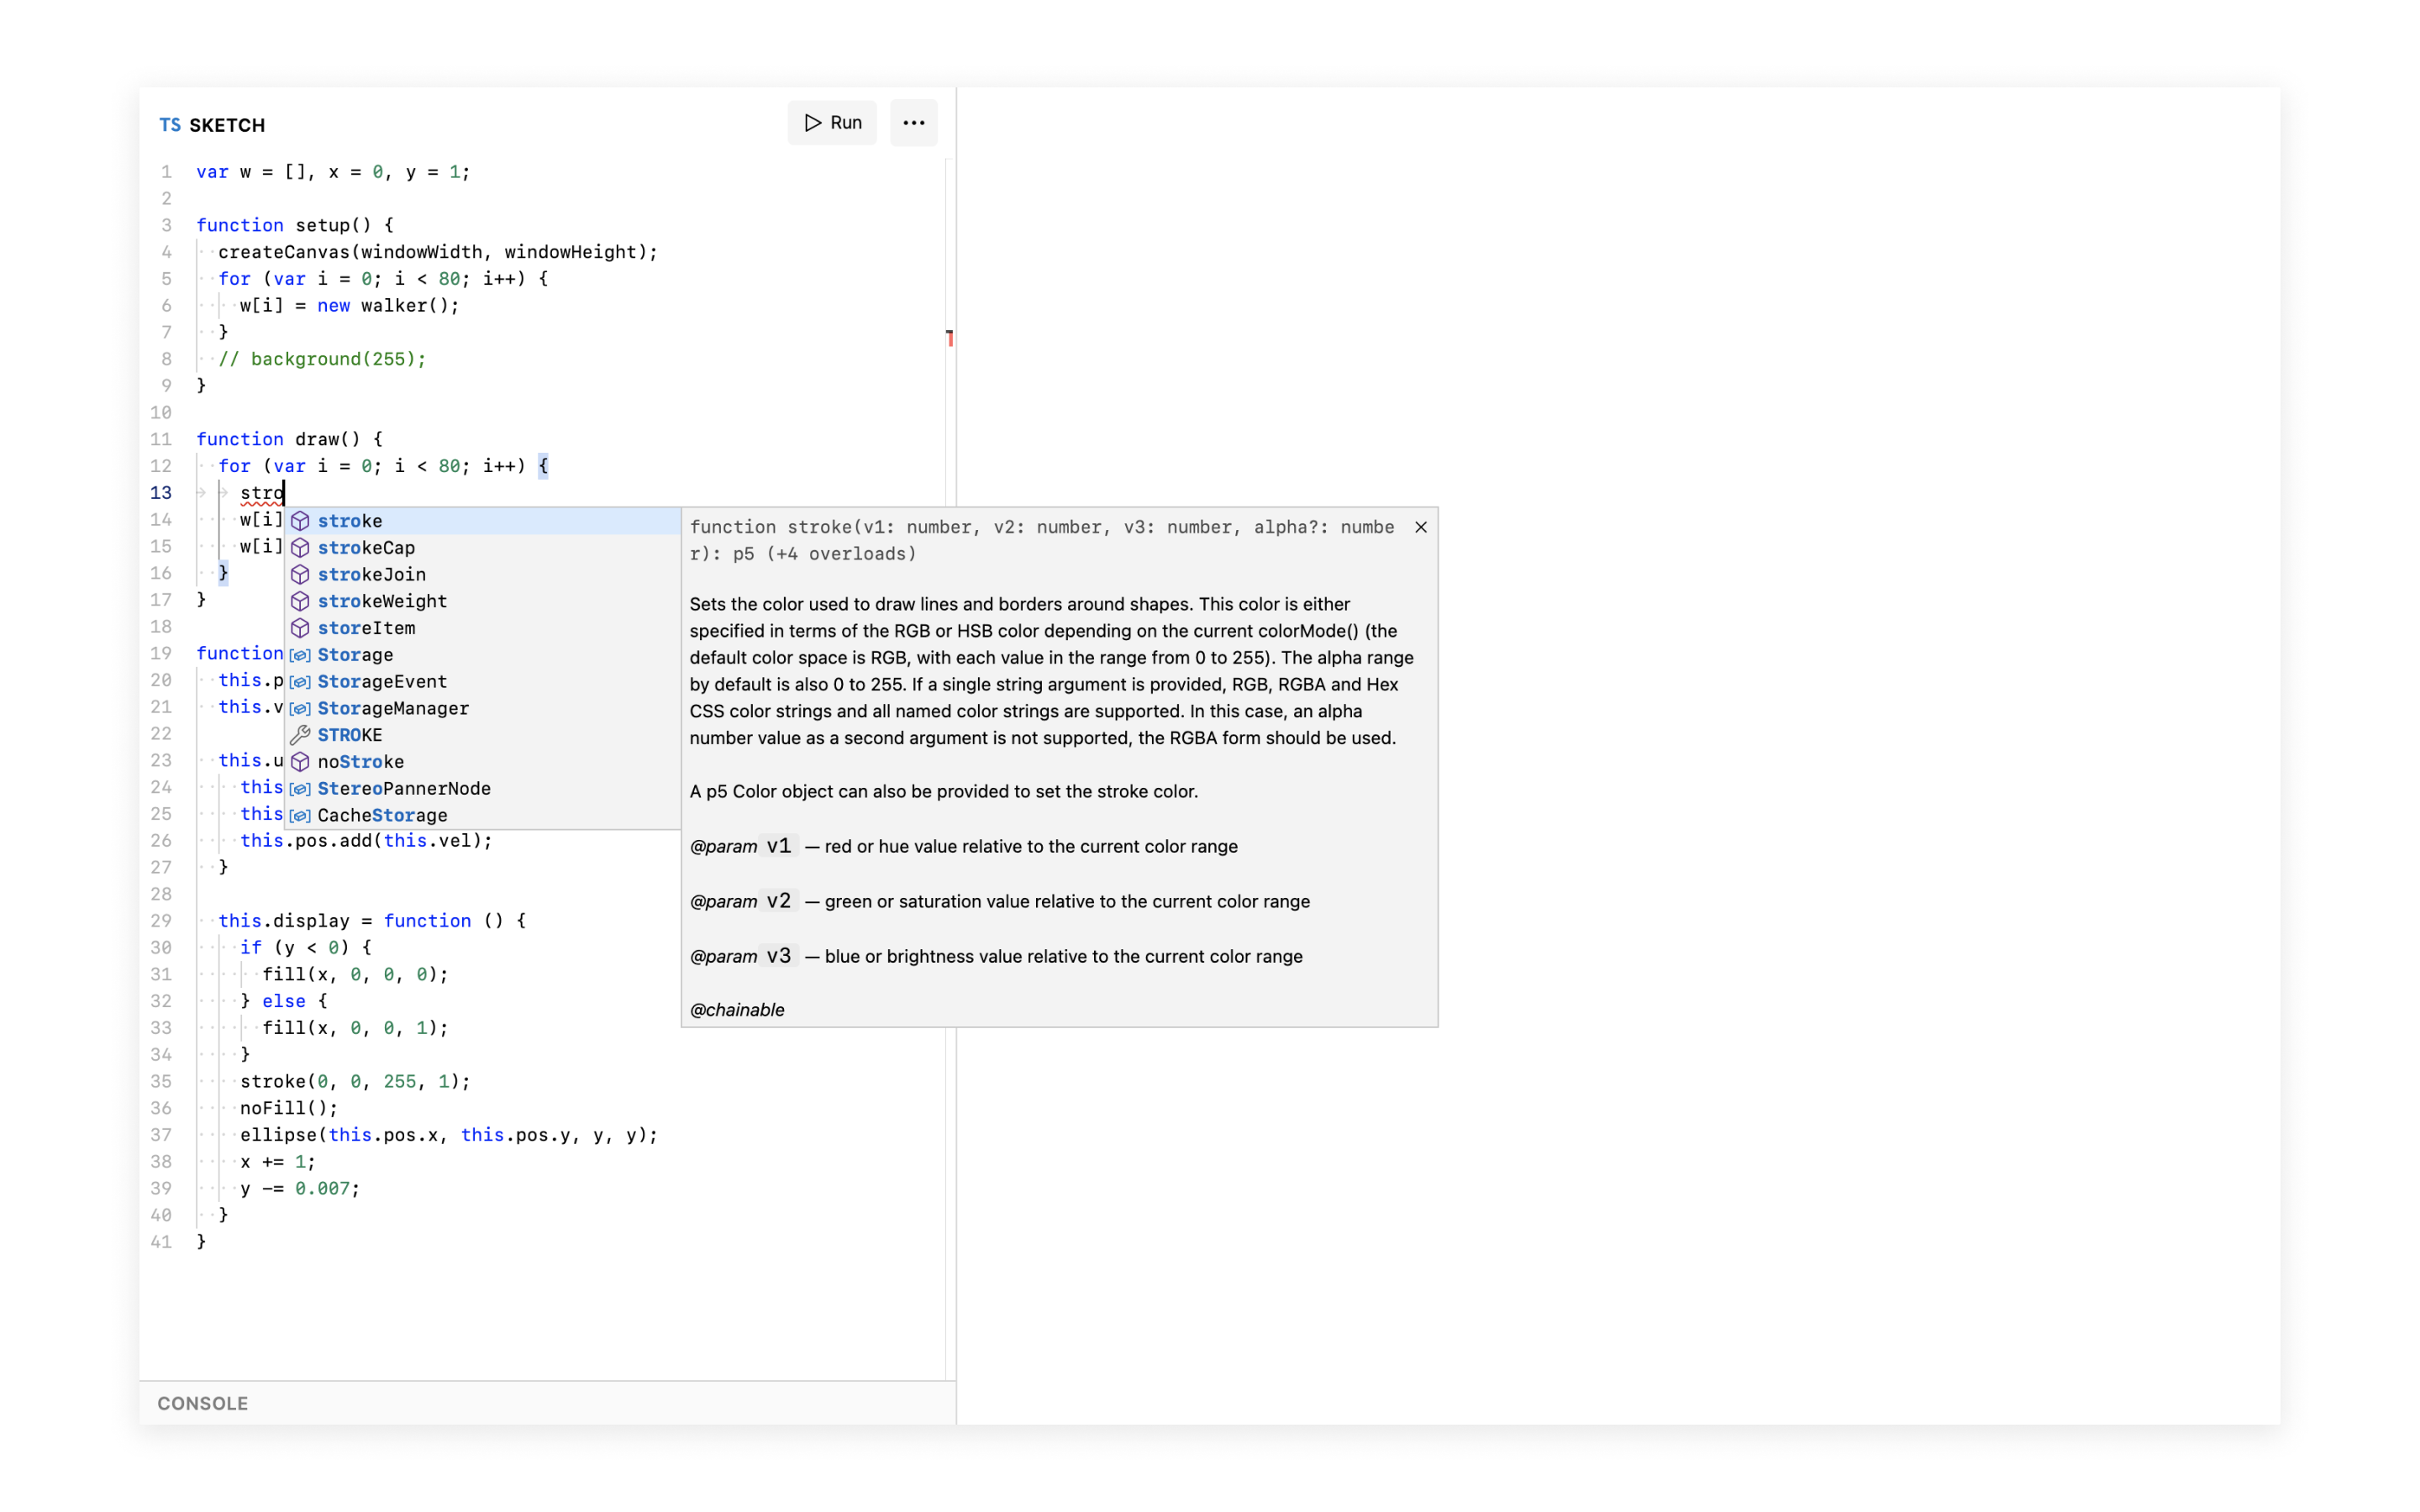 TS SKETCH
Run
1 var w = [], x = 0, y = 1;
2
3 function setup() {
4 createCanvas(windowWidth, windowHeight);
5 for (var i = 0; i < 80; i++) {
6 w[i] = new walker();
7 }
8 // background(255);
9 }
10
11 function draw() {
12 for (var i = 0; i < 80; i++) {
13 stro
14 w[i]
15 w[i]
16 }
17 }
18
19 function
20 this.p
21 this.v
22
23 this.u
24 this
25 this
26 this.pos.add(this.vel);
27 }
28
29 this.display = function () {
30 if (y < 0) {
31 fill(x, 0, 0, 0);
32 } else {
33 fill(x, 0, 0, 1);
34 }
35 stroke(0, 0, 255, 1);
36 noFill();
37 ellipse(this.pos.x, this.pos.y, y, y);
38 x += 1;
39 y -= 0.007;
40 }
41 }
stroke
strokeCap
strokeJoin
strokeWeight
storeItem
Storage
StorageEvent
StorageManager
STROKE
noStroke
StereoPannerNode
CacheStorage
function stroke(v1: number, v2: number, v3: number, alpha?: numbe
r): p5 (+4 overloads)
Sets the color used to draw lines and borders around shapes. This color is either
specified in terms of the RGB or HSB color depending on the current colorMode() (the
default color space is RGB, with each value in the range from 0 to 255). The alpha range
by default is also 0 to 255. If a single string argument is provided, RGB, RGBA and Hex
CSS color strings and all named color strings are supported. In this case, an alpha
number value as a second argument is not supported, the RGBA form should be used.
A p5 Color object can also be provided to set the stroke color.
@param v1 — red or hue value relative to the current color range
@param v2 — green or saturation value relative to the current color range
@param v3 — blue or brightness value relative to the current color range
@chainable
CONSOLE